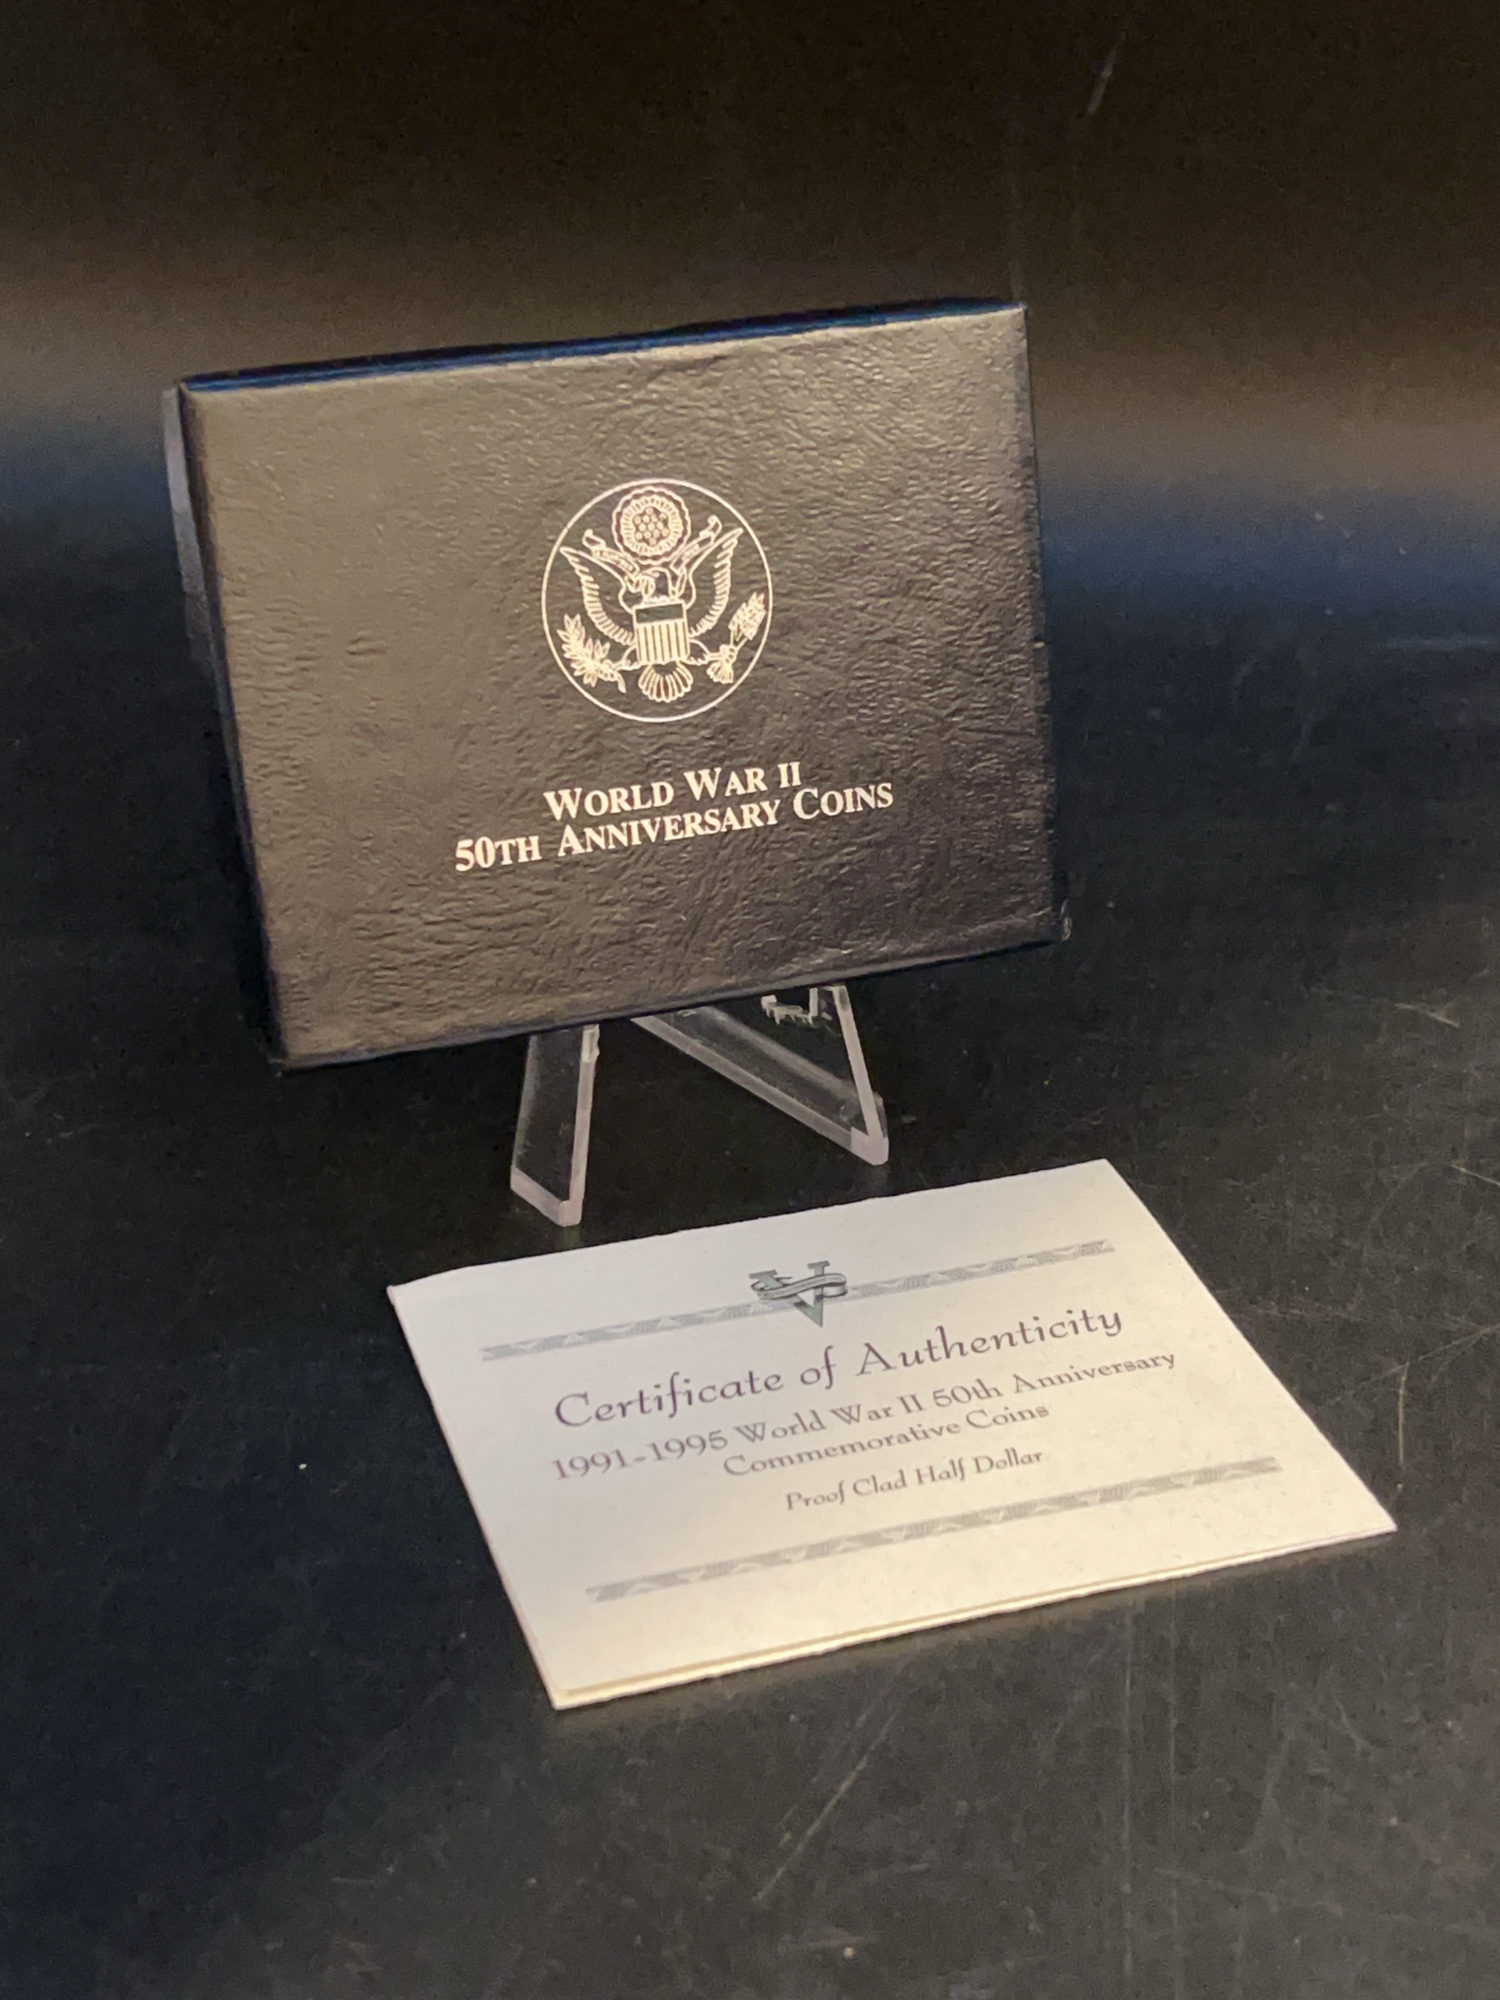 World War II
50th Anniversary Coins
V
Certificate of Authenticity
1991-1995 World War II 50th Anniversary
Commemorative Coins
Proof Clad Half Dollar